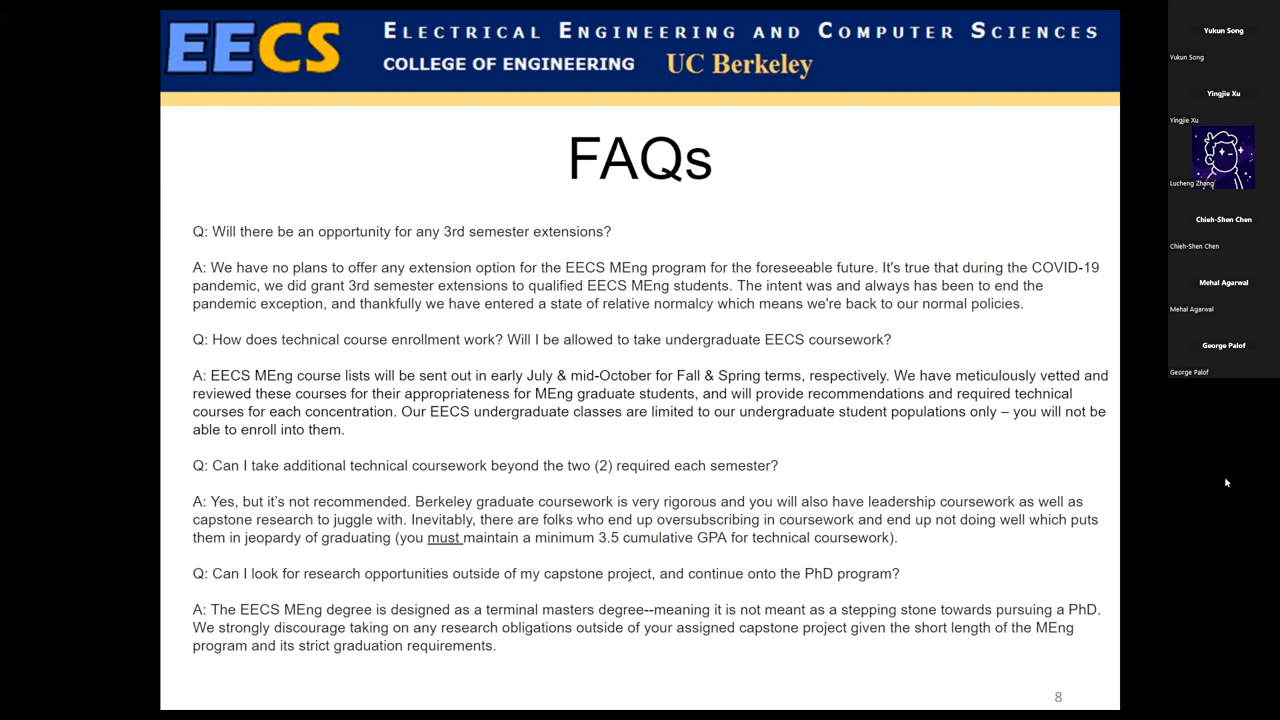 EECS
ELECTRICAL ENGINEERING AND COMPUTER SCIENCES
COLLEGE OF ENGINEERING UC Berkeley
FAQs
Q: Will there be an opportunity for any 3rd semester extensions?
A: We have no plans to offer any extension option for the EECS MEng program for the foreseeable future. It's true that during the COVID-19
pandemic, we did grant 3rd semester extensions to qualified EECS MEng students. The intent was and always has been to end the
pandemic exception, and thankfully we have entered a state of relative normalcy which means we're back to our normal policies.
Q: How does technical course enrollment work? Will I be allowed to take undergraduate EECS coursework?
A: EECS MEng course lists will be sent out in early July & mid-October for Fall & Spring terms, respectively. We have meticulously vetted and
reviewed these courses for their appropriateness for MEng graduate students, and will provide recommendations and required technical
courses for each concentration. Our EECS undergraduate classes are limited to our undergraduate student populations only – you will not be
able to enroll into them.
Q: Can I take additional technical coursework beyond the two (2) required each semester?
A: Yes, but it’s not recommended. Berkeley graduate coursework is very rigorous and you will also have leadership coursework as well as
capstone research to juggle with. Inevitably, there are folks who end up oversubscribing in coursework and end up not doing well which puts
them in jeopardy of graduating (you must maintain a minimum 3.5 cumulative GPA for technical coursework).
Q: Can I look for research opportunities outside of my capstone project, and continue onto the PhD program?
A: The EECS MEng degree is designed as a terminal masters degree--meaning it is not meant as a stepping stone towards pursuing a PhD.
We strongly discourage taking on any research obligations outside of your assigned capstone project given the short length of the MEng
program and its strict graduation requirements.
8
Yukun Song
Yukun Song
Yingjie Xu
Yingjie Xu
Lucheng Zhang
Chieh-Shen Chen
Chieh-Shen Chen
Mehal Agarwal
Mehal Agarwal
George Palof
George Palof